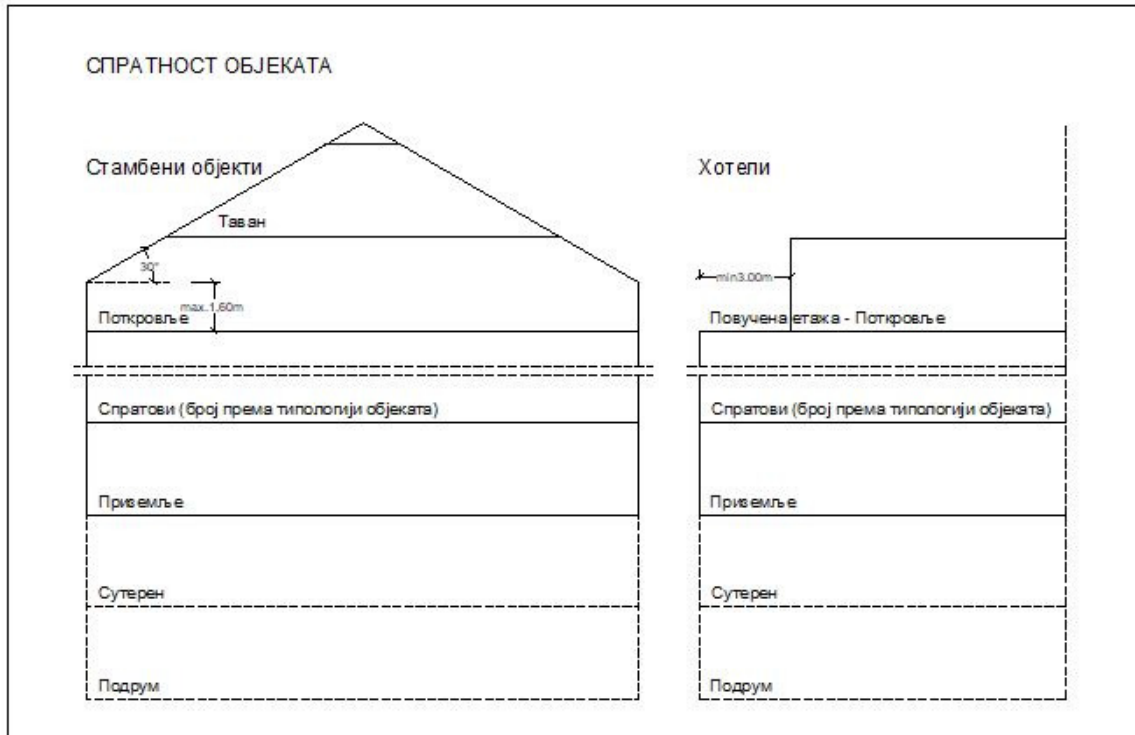 СПРАТНОСТ ОБЈЕКАТА
Стамбени објекти
Таван
30°
max.1.60m
Поткровље
Спратови (број према типологији објеката)
Приземље
Сутерен
Подрум
Хотели
min3.00m
Повучена етажа - Поткровље
Спратови (број према типологији објеката)
Приземље
Сутерен
Подрум